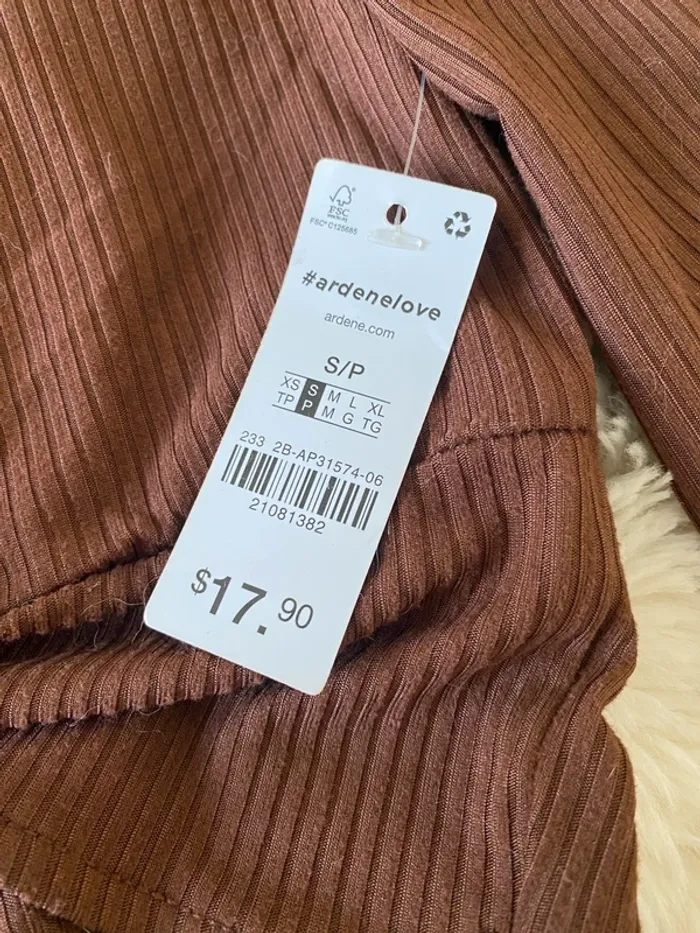 FSC
FSC® C125685
#ardenelove
ardene.com
S/P
XS S M L XL
TP P M G TG
233 2B-AP31574-06
21081382
$17.90